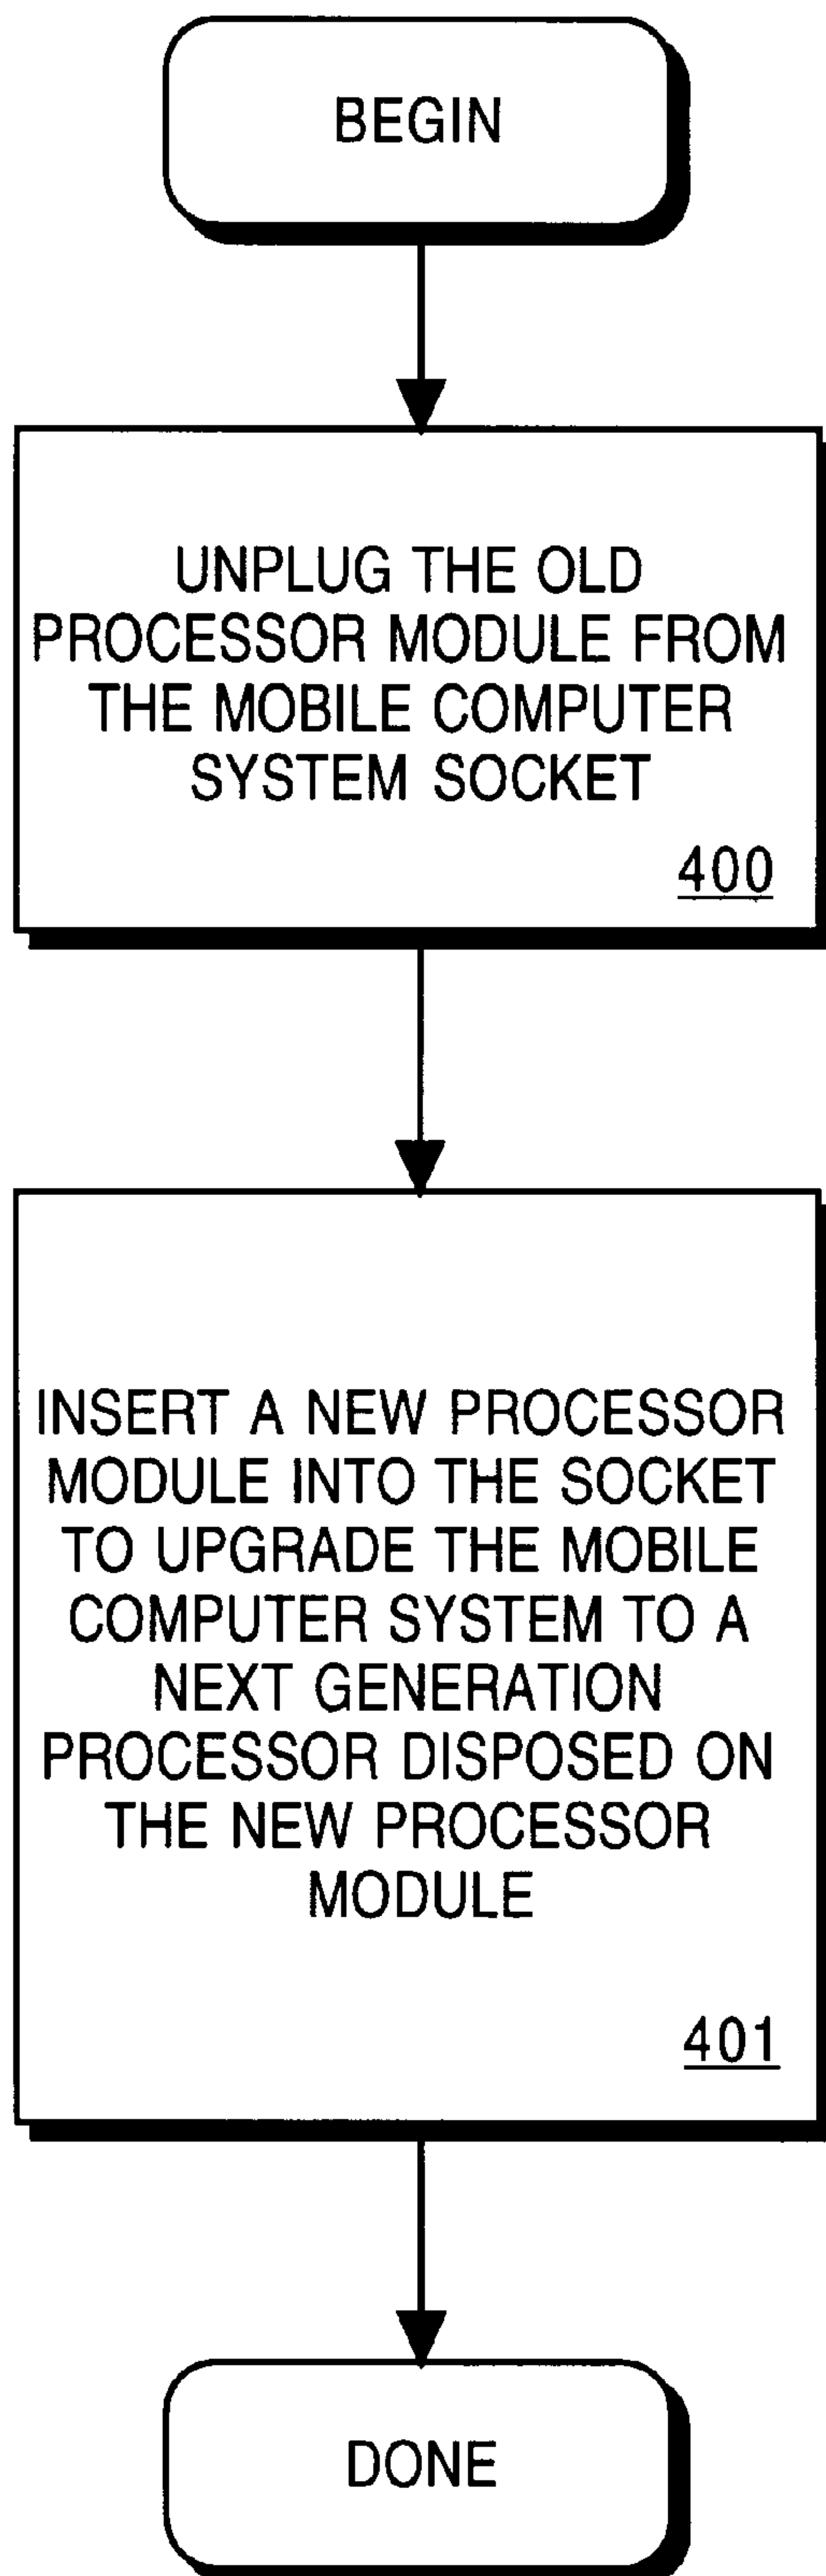 BEGIN
UNPLUG THE OLD
PROCESSOR MODULE FROM
THE MOBILE COMPUTER
SYSTEM SOCKET
400
INSERT A NEW PROCESSOR
MODULE INTO THE SOCKET
TO UPGRADE THE MOBILE
COMPUTER SYSTEM TO A
NEXT GENERATION
PROCESSOR DISPOSED ON
THE NEW PROCESSOR
MODULE
401
DONE